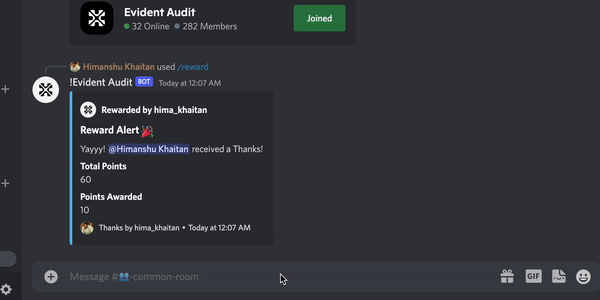 Evident Audit
32 Online 282 Members
Joined
Himanshu Khaitan used /reward
!Evident Audit BOT Today at 12:07 AM
Rewarded by hima_khaitan
Reward Alert
Yayyy! @Himanshu Khaitan received a Thanks!
Total Points
60
Points Awarded
10
Thanks by hima_khaitan • Today at 12:07 AM
Message #👥-common-room
GIF